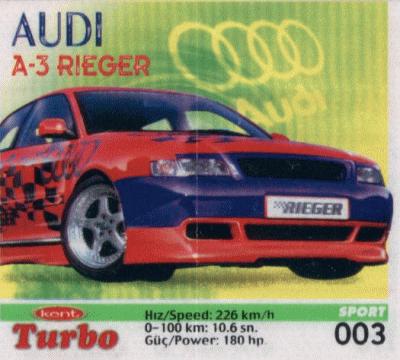 AUDI
A-3 RIEGER
Audi
RIEGER
kent
Turbo
Hız/Speed: 226 km/h
0-100 km: 10.6 sn.
Güç/Power: 180 hp.
SPORT
003